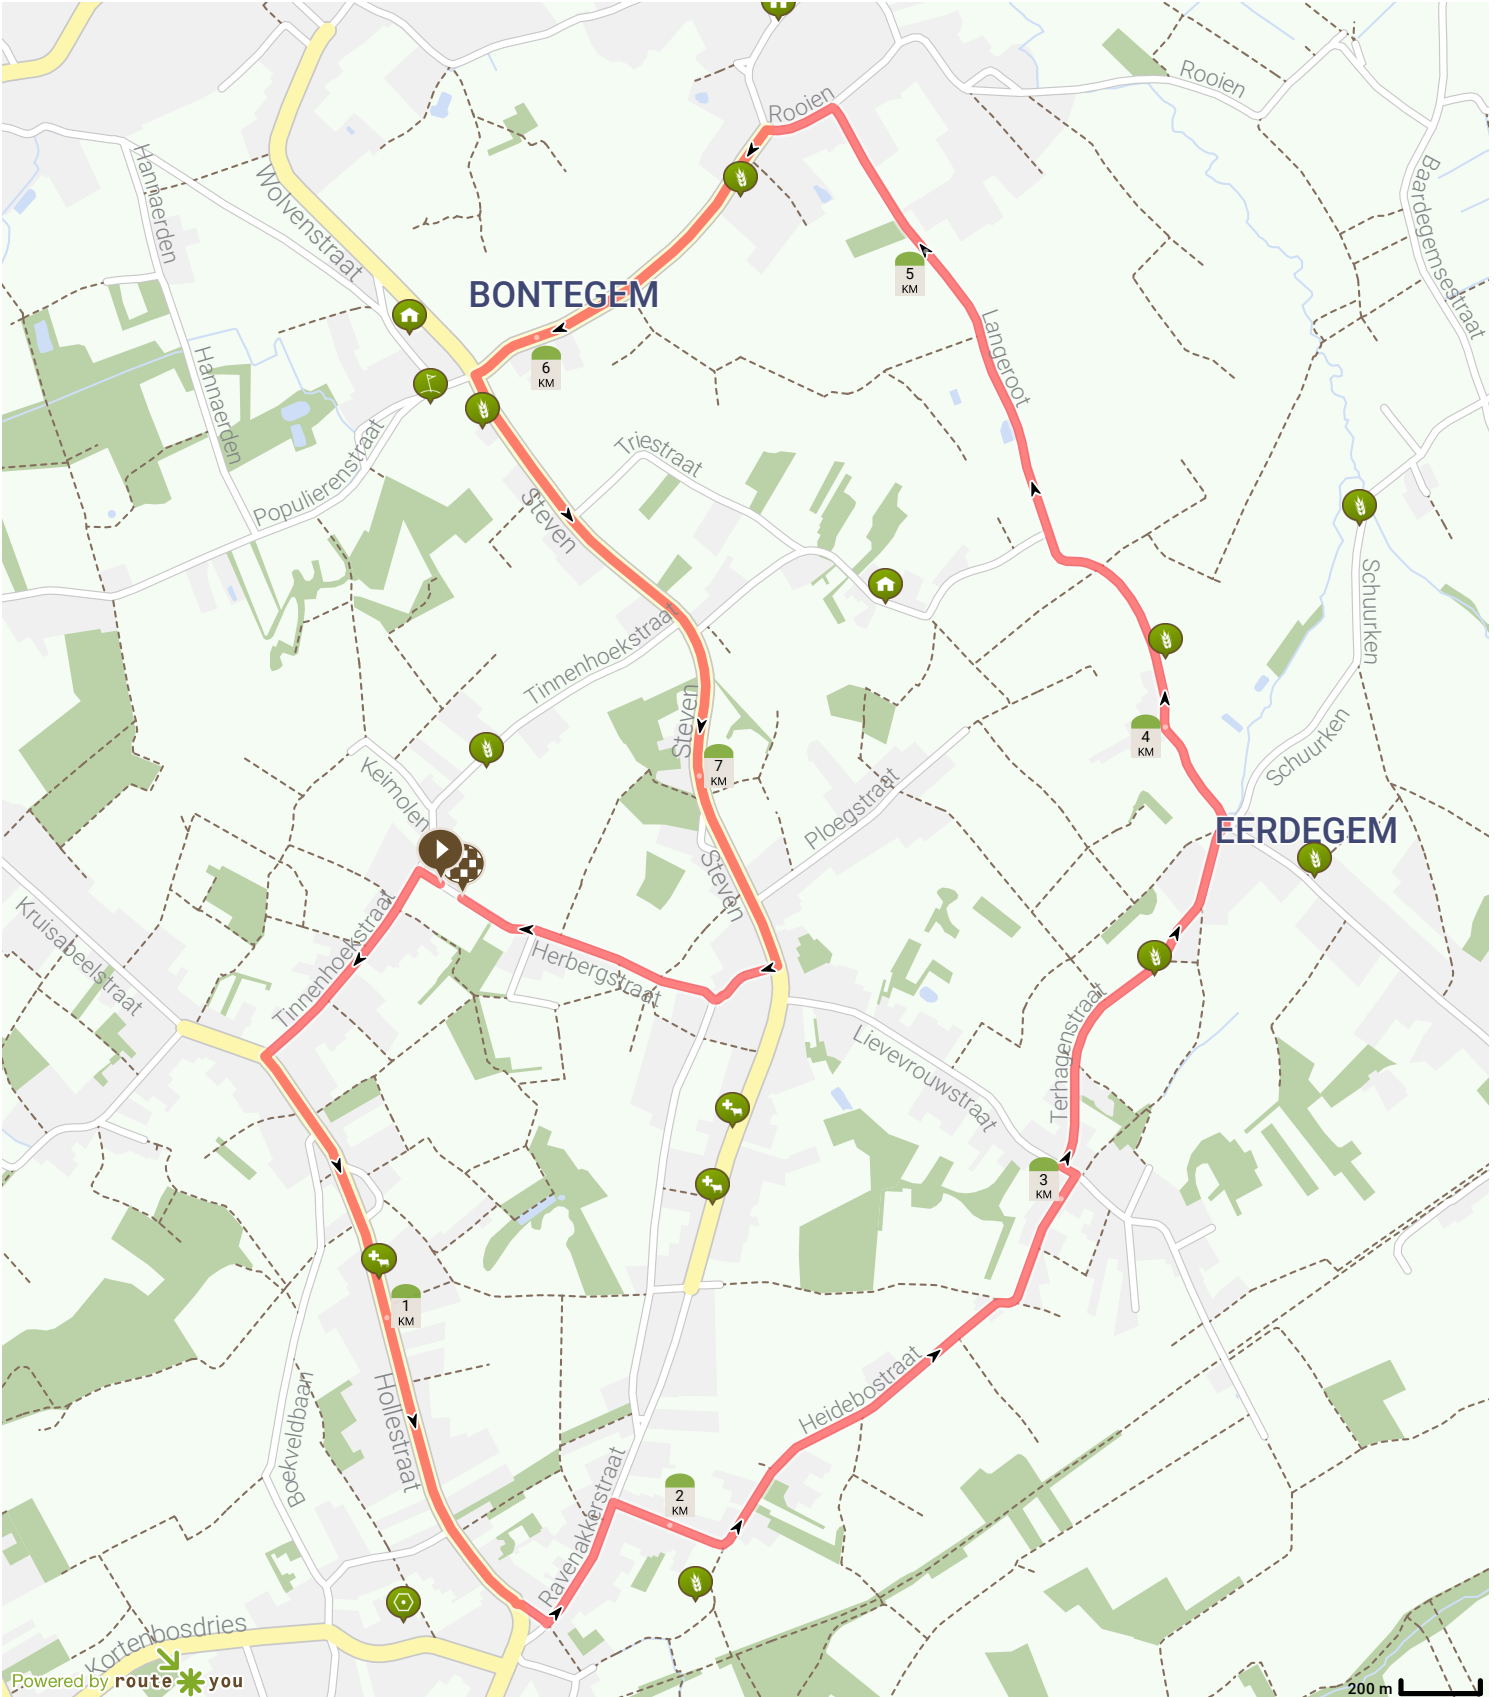 Rooien
Rooien
Hannaerden
Wolvenstraat
Baardegemsestraat
5
KM
BONTEGEM
Langeroot
Hannaerden
6
KM
Populierenstraat
Triestraat
Steven
Schuurken
Tinnenhoekstraat
Steven
4
KM
7
KM
Schuurken
Keimolen
Ploegstraat
EERDEGEM
Steven
Kruisabeelstraat
Tinnenhoekstraat
Herbergstraat
Terhagenstraat
Lievevrouwstraat
3
KM
1
KM
Heidebostraat
Hollestraat
Boekveldbaan
2
KM
Ravenakkerstraat
Kortenbosdries
Powered by route you
200 m